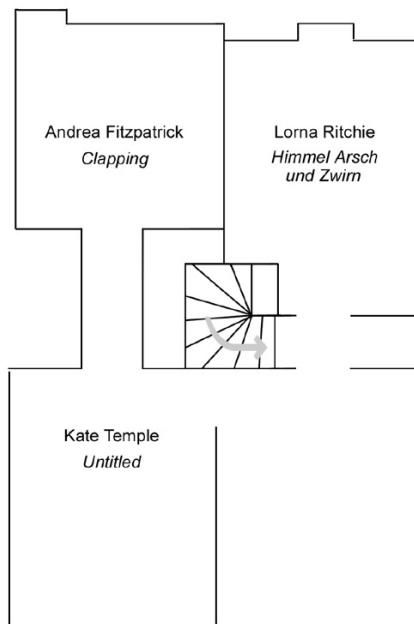 Andrea Fitzpatrick
Clapping
Lorna Ritchie
Himmel Arsch
und Zwirn
Kate Temple
Untitled